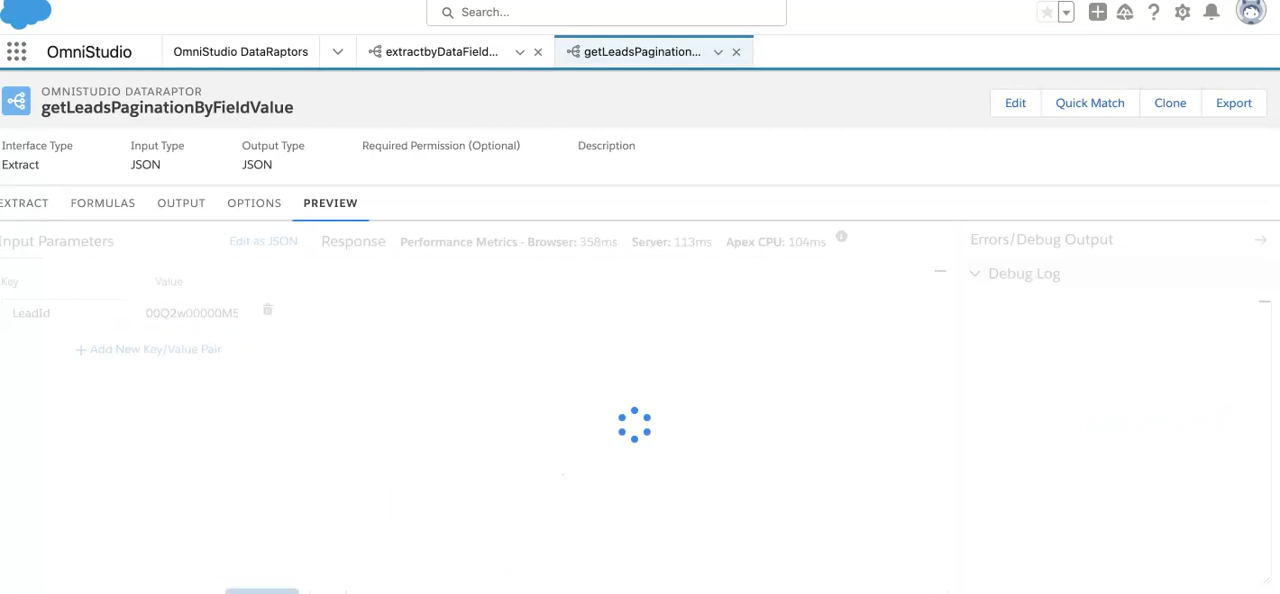 Search...
OmniStudio
OmniStudio DataRaptors
extractbyDataField...
getLeadsPagination...
OMNISTUDIO DATARAPTOR
getLeadsPaginationByFieldValue
Edit
Quick Match
Clone
Export
Interface Type
Input Type
Output Type
Required Permission (Optional)
Description
Extract
JSON
JSON
EXTRACT
FORMULAS
OUTPUT
OPTIONS
PREVIEW
Input Parameters
Edit as JSON
Response
Performance Metrics - Browser: 358ms
Server: 113ms
Apex CPU: 104ms
Errors/Debug Output
Key
Value
Debug Log
LeadId
00Q2w00000M5
+ Add New Key/Value Pair